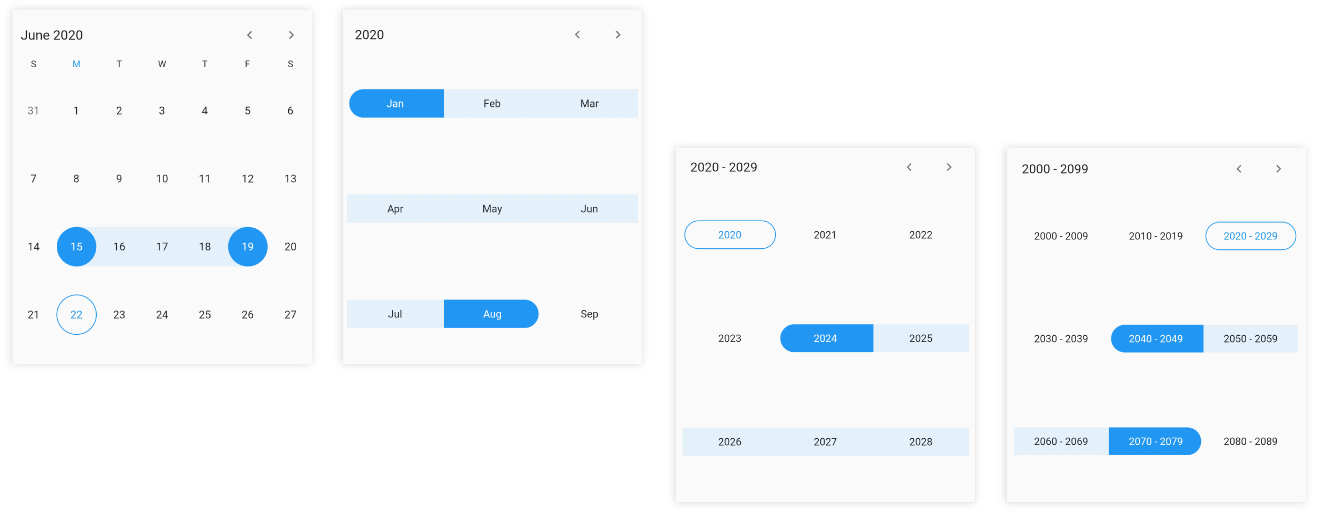 June 2020
S M T W T F S
31 1 2 3 4 5 6
7 8 9 10 11 12 13
14 15 16 17 18 19 20
21 22 23 24 25 26 27
2020
Jan Feb Mar
Apr May Jun
Jul Aug Sep
2020 - 2029
2020 2021 2022
2023 2024 2025
2026 2027 2028
2000 - 2099
2000 - 2009 2010 - 2019 2020 - 2029
2030 - 2039 2040 - 2049 2050 - 2059
2060 - 2069 2070 - 2079 2080 - 2089